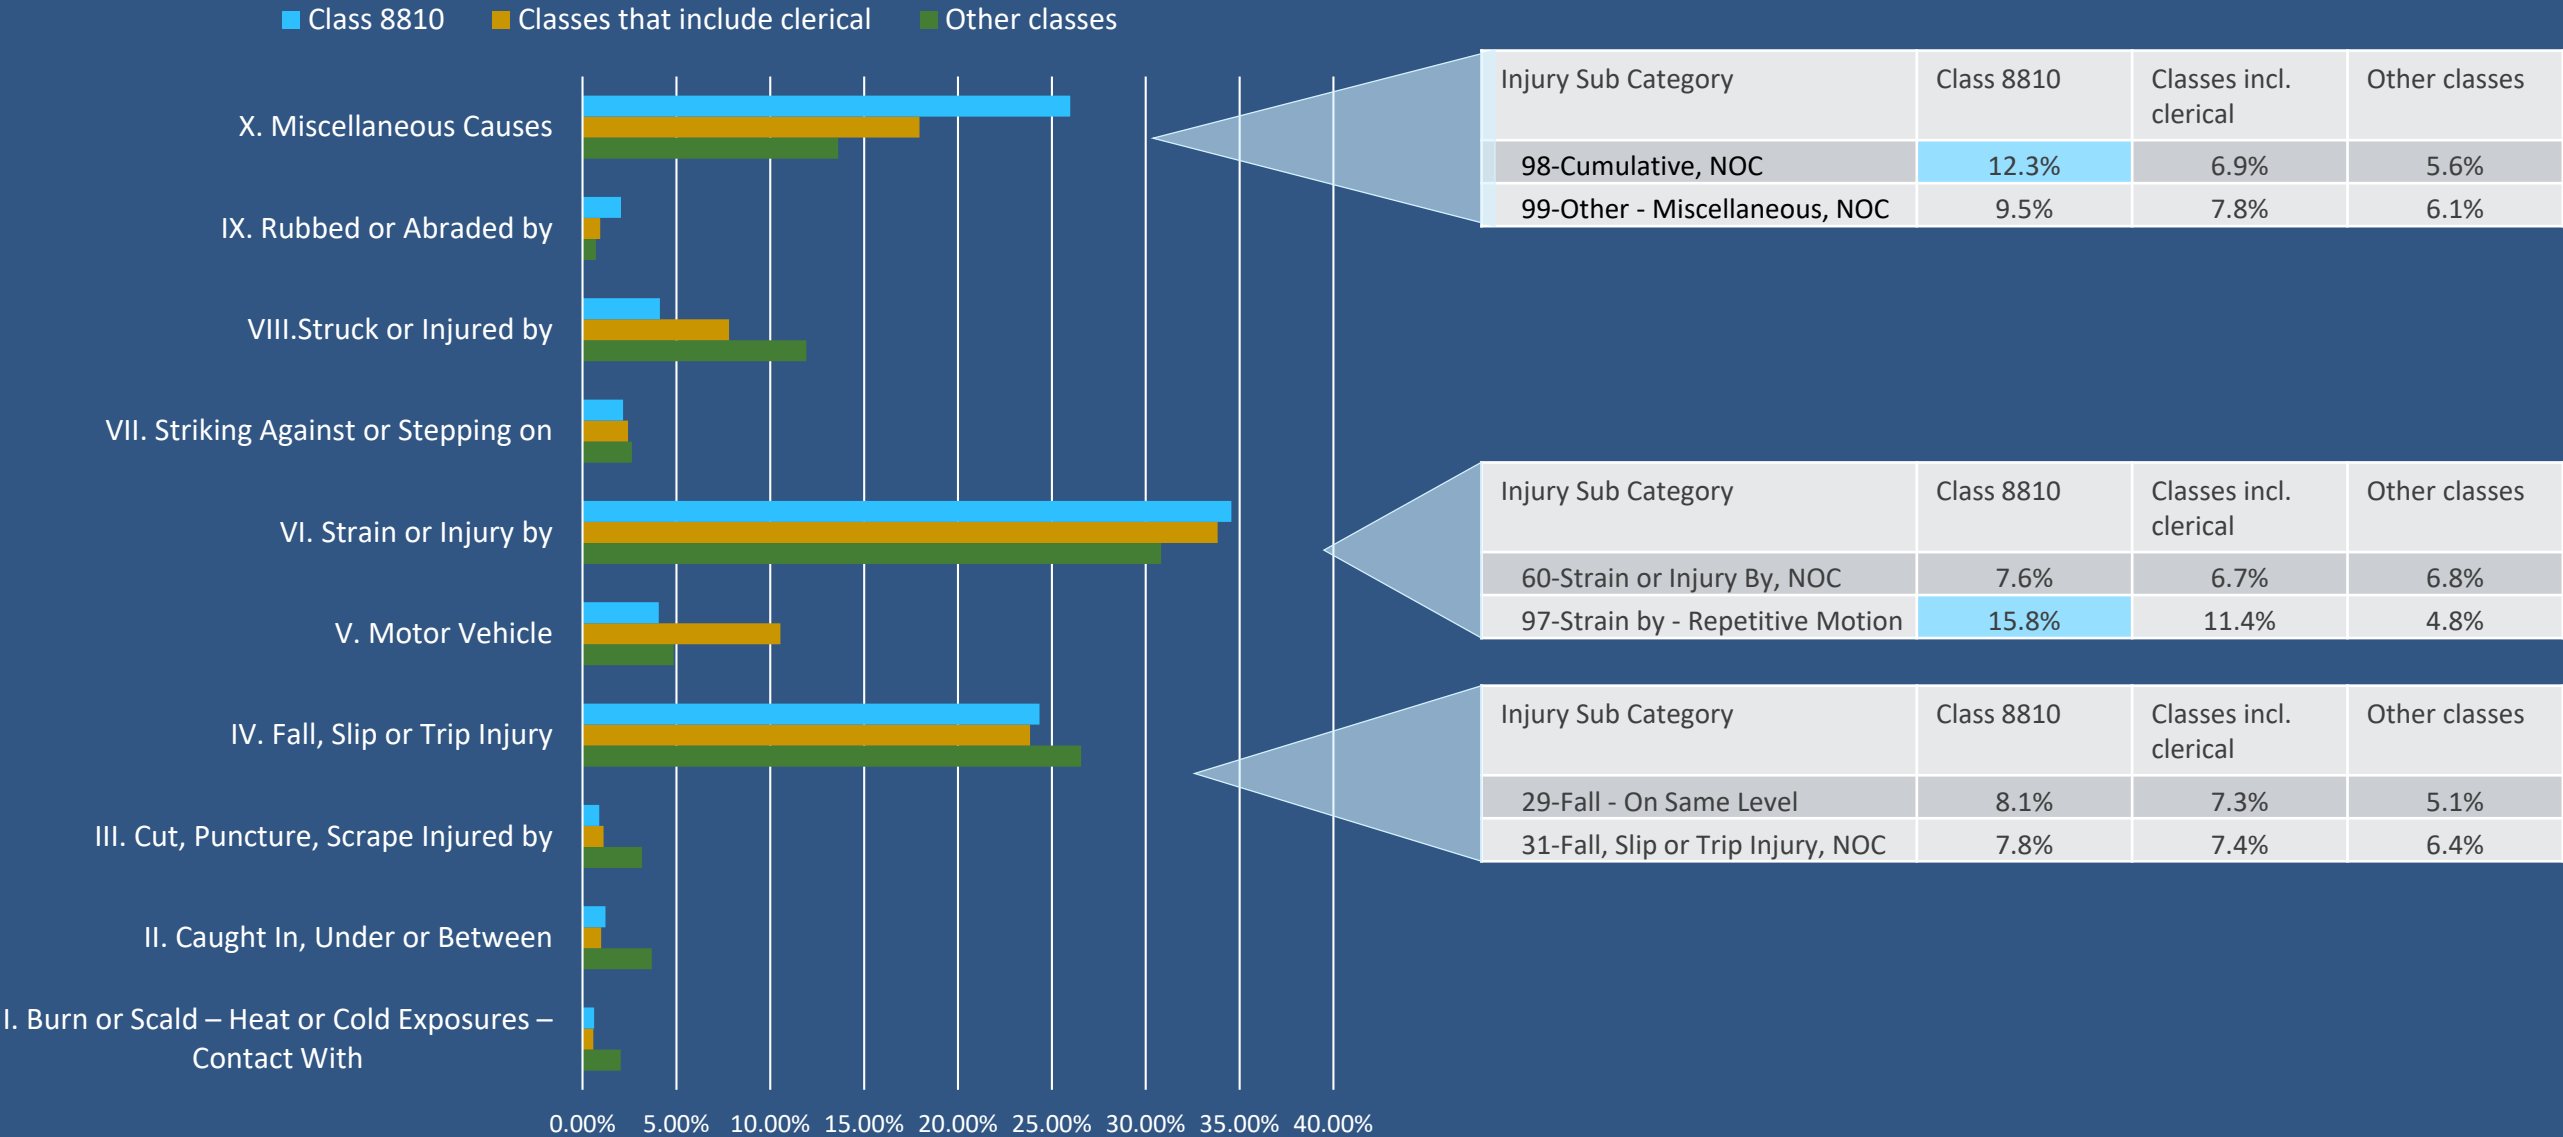 Class 8810 Classes that include clerical Other classes
X. Miscellaneous Causes
IX. Rubbed or Abraded by
VIII.Struck or Injured by
VII. Striking Against or Stepping on
VI. Strain or Injury by
V. Motor Vehicle
IV. Fall, Slip or Trip Injury
III. Cut, Puncture, Scrape Injured by
II. Caught In, Under or Between
I. Burn or Scald – Heat or Cold Exposures –
Contact With
0.00% 5.00% 10.00% 15.00% 20.00% 25.00% 30.00% 35.00% 40.00%
Injury Sub Category Class 8810 Classes incl. Other classes
clerical
98-Cumulative, NOC 12.3% 6.9% 5.6%
99-Other - Miscellaneous, NOC 9.5% 7.8% 6.1%
Injury Sub Category Class 8810 Classes incl. Other classes
clerical
60-Strain or Injury By, NOC 7.6% 6.7% 6.8%
97-Strain by - Repetitive Motion 15.8% 11.4% 4.8%
Injury Sub Category Class 8810 Classes incl. Other classes
clerical
29-Fall - On Same Level 8.1% 7.3% 5.1%
31-Fall, Slip or Trip Injury, NOC 7.8% 7.4% 6.4%